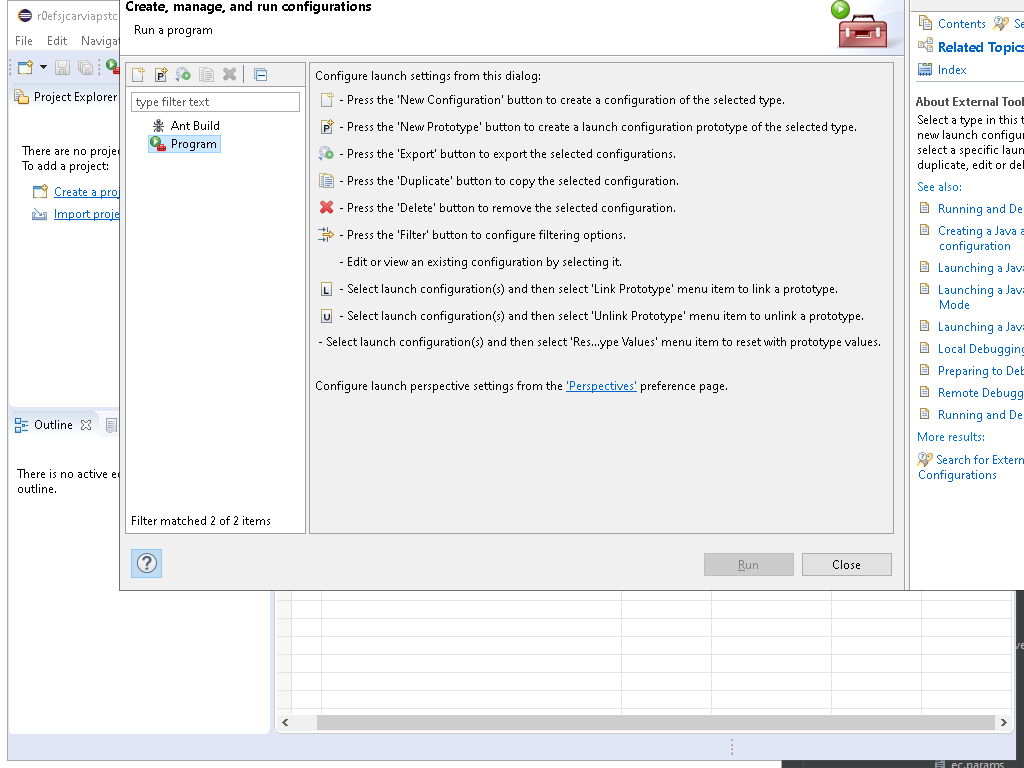 r0efsjcarviapstc
File Edit Naviga
Project Explorer
There are no proje
To add a project:
Create a proj
Import proje
Outline
There is no active e
outline.
Create, manage, and run configurations
Run a program
type filter text
Ant Build
Program
Filter matched 2 of 2 items
Configure launch settings from this dialog:
- Press the 'New Configuration' button to create a configuration of the selected type.
- Press the 'New Prototype' button to create a launch configuration prototype of the selected type.
- Press the 'Export' button to export the selected configurations.
- Press the 'Duplicate' button to copy the selected configuration.
- Press the 'Delete' button to remove the selected configuration.
- Press the 'Filter' button to configure filtering options.
- Edit or view an existing configuration by selecting it.
- Select launch configuration(s) and then select 'Link Prototype' menu item to link a prototype.
- Select launch configuration(s) and then select 'Unlink Prototype' menu item to unlink a prototype.
- Select launch configuration(s) and then select 'Res...ype Values' menu item to reset with prototype values.
Configure launch perspective settings from the 'Perspectives' preference page.
Run
Close
Contents Se
Related Topics
Index
About External Tool
Select a type in this t
new launch configu
select a specific laun
duplicate, edit or del
See also:
Running and De
Creating a Java a
configuration
Launching a Java
Launching a Java
Mode
Launching a Java
Local Debugging
Preparing to Deb
Remote Debugg
Running and De
More results:
Search for Extern
Configurations
ec.params